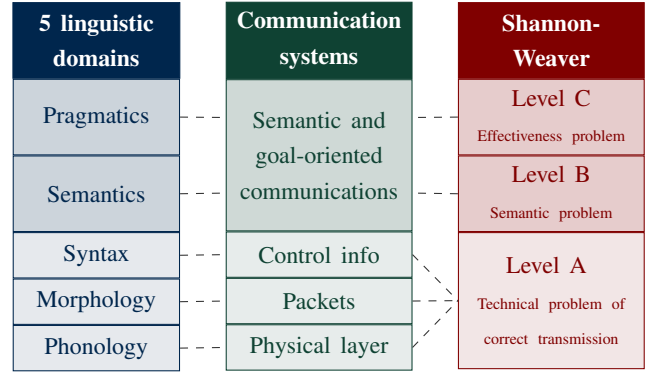 5 linguistic
domains
Pragmatics
Semantics
Syntax
Morphology
Phonology
Communication
systems
Semantic and
goal-oriented
communications
Control info
Packets
Physical layer
Shannon-
Weaver
Level C
Effectiveness problem
Level B
Semantic problem
Level A
Technical problem of
correct transmission